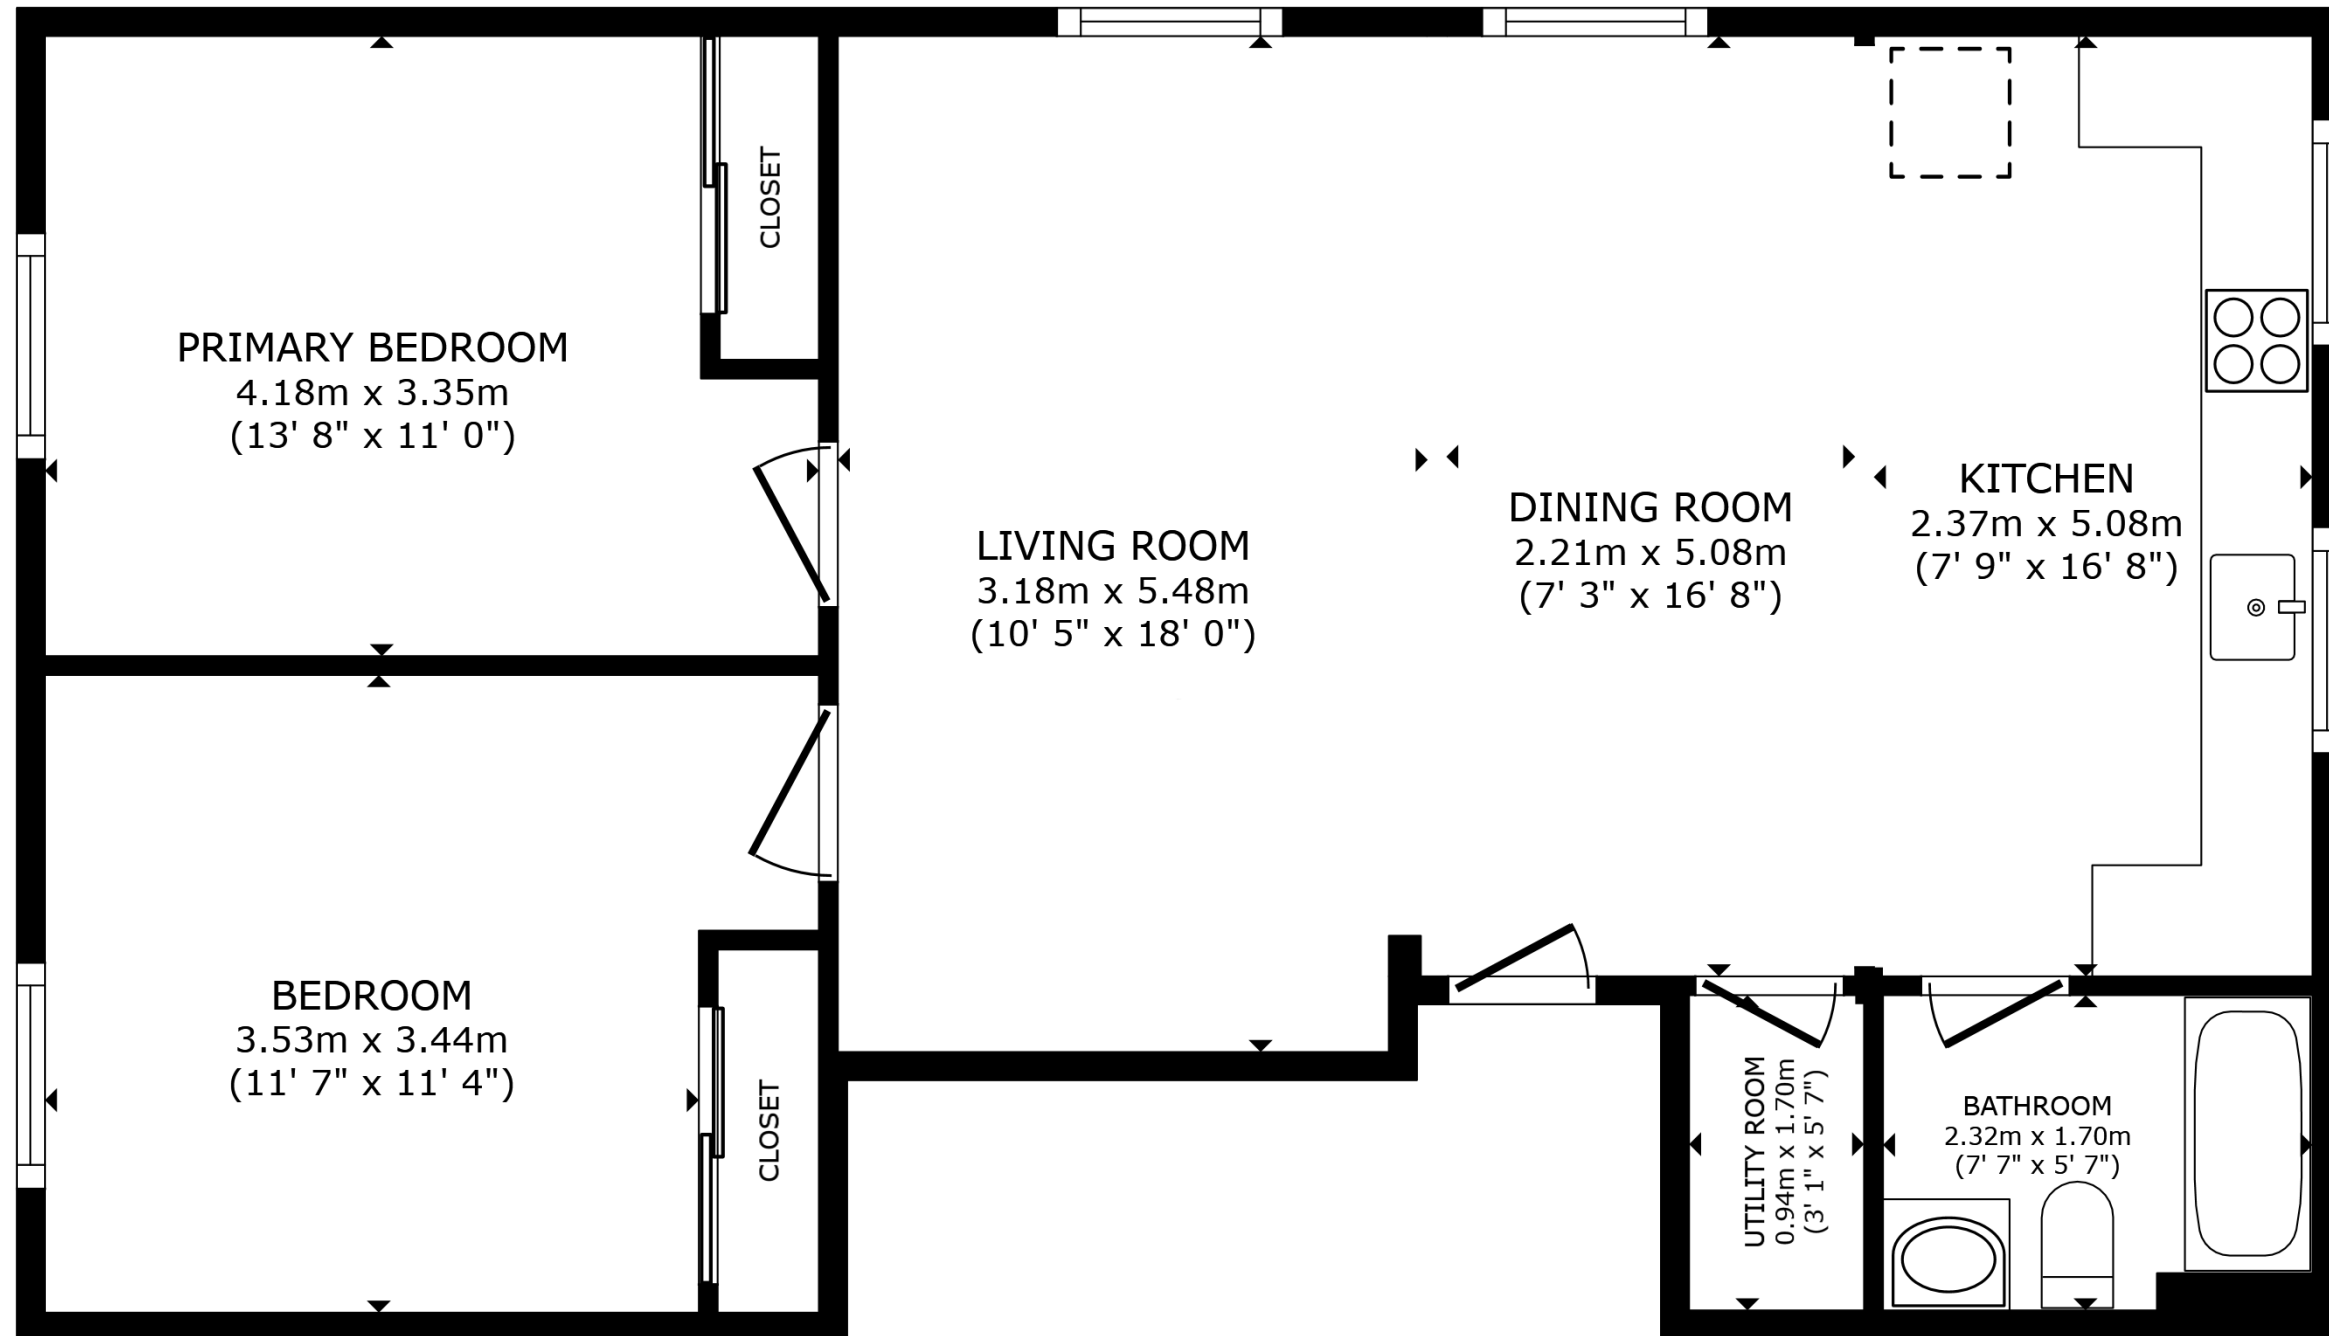 CLOSET
PRIMARY BEDROOM
4.18m x 3.35m
(13' 8" x 11' 0")
LIVING ROOM
3.18m x 5.48m
(10' 5" x 18' 0")
DINING ROOM
2.21m x 5.08m
(7' 3" x 16' 8")
KITCHEN
2.37m x 5.08m
(7' 9" x 16' 8")
BEDROOM
3.53m x 3.44m
(11' 7" x 11' 4")
CLOSET
UTILITY ROOM
0.94m x 1.70m
(3' 1" x 5' 7")
BATHROOM
2.32m x 1.70m
(7' 7" x 5' 7")